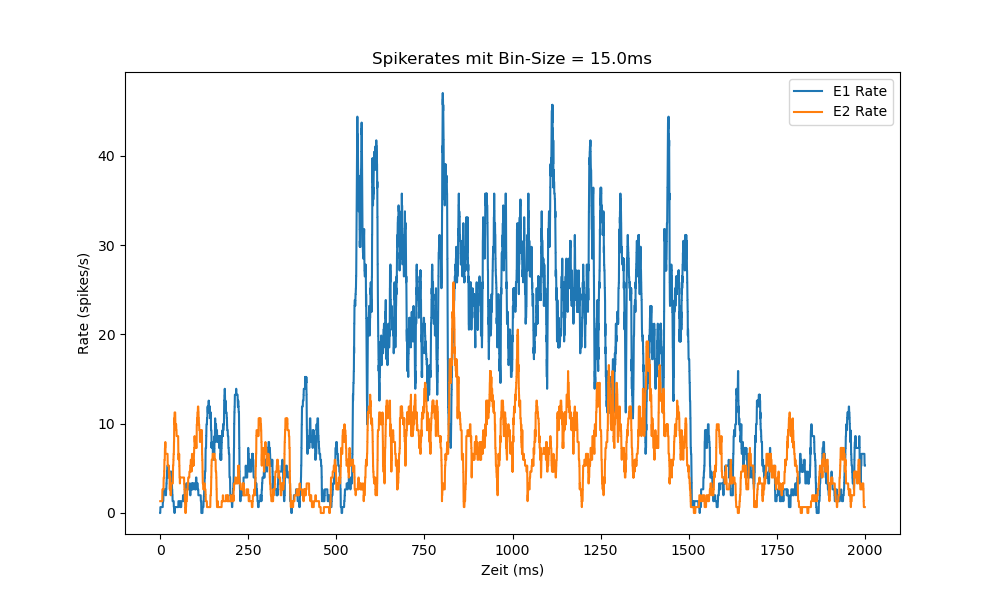 Spikerates mit Bin-Size = 15.0ms
E1 Rate
E2 Rate
Rate (spikes/s)
40
30
20
10
0
0 250 500 750 1000 1250 1500 1750 2000
Zeit (ms)